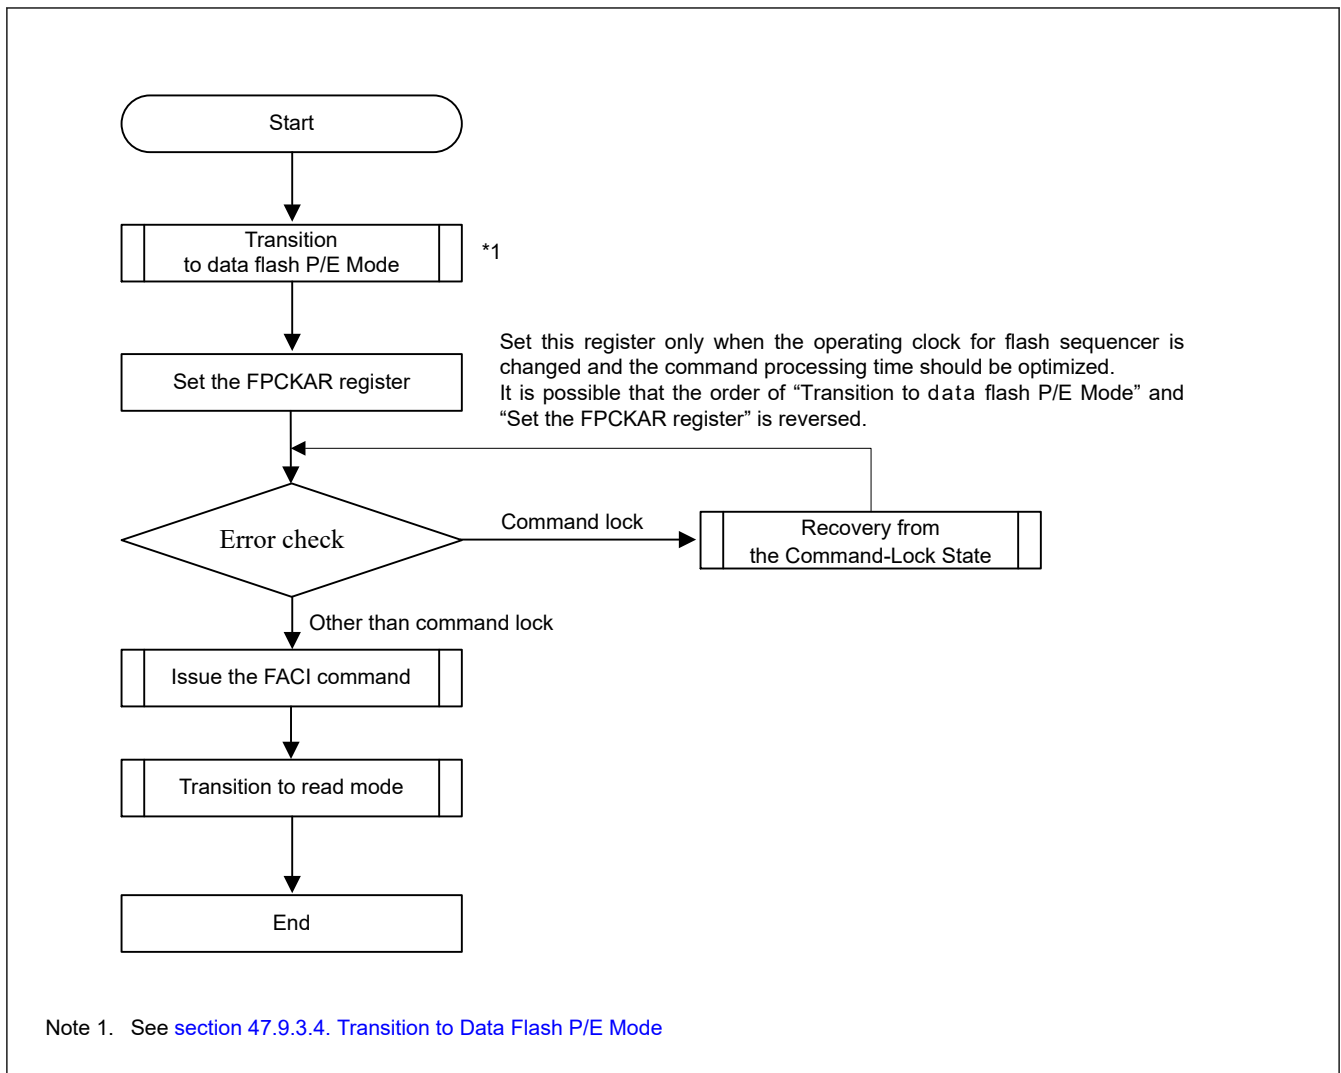 Start
Transition
to data flash P/E Mode
*1
Set this register only when the operating clock for flash sequencer is
changed and the command processing time should be optimized.
It is possible that the order of “Transition to data flash P/E Mode” and
“Set the FPCKAR register” is reversed.
Set the FPCKAR register
Error check
Command lock
Recovery from
the Command-Lock State
Other than command lock
Issue the FACI command
Transition to read mode
End
Note 1. See section 47.9.3.4. Transition to Data Flash P/E Mode